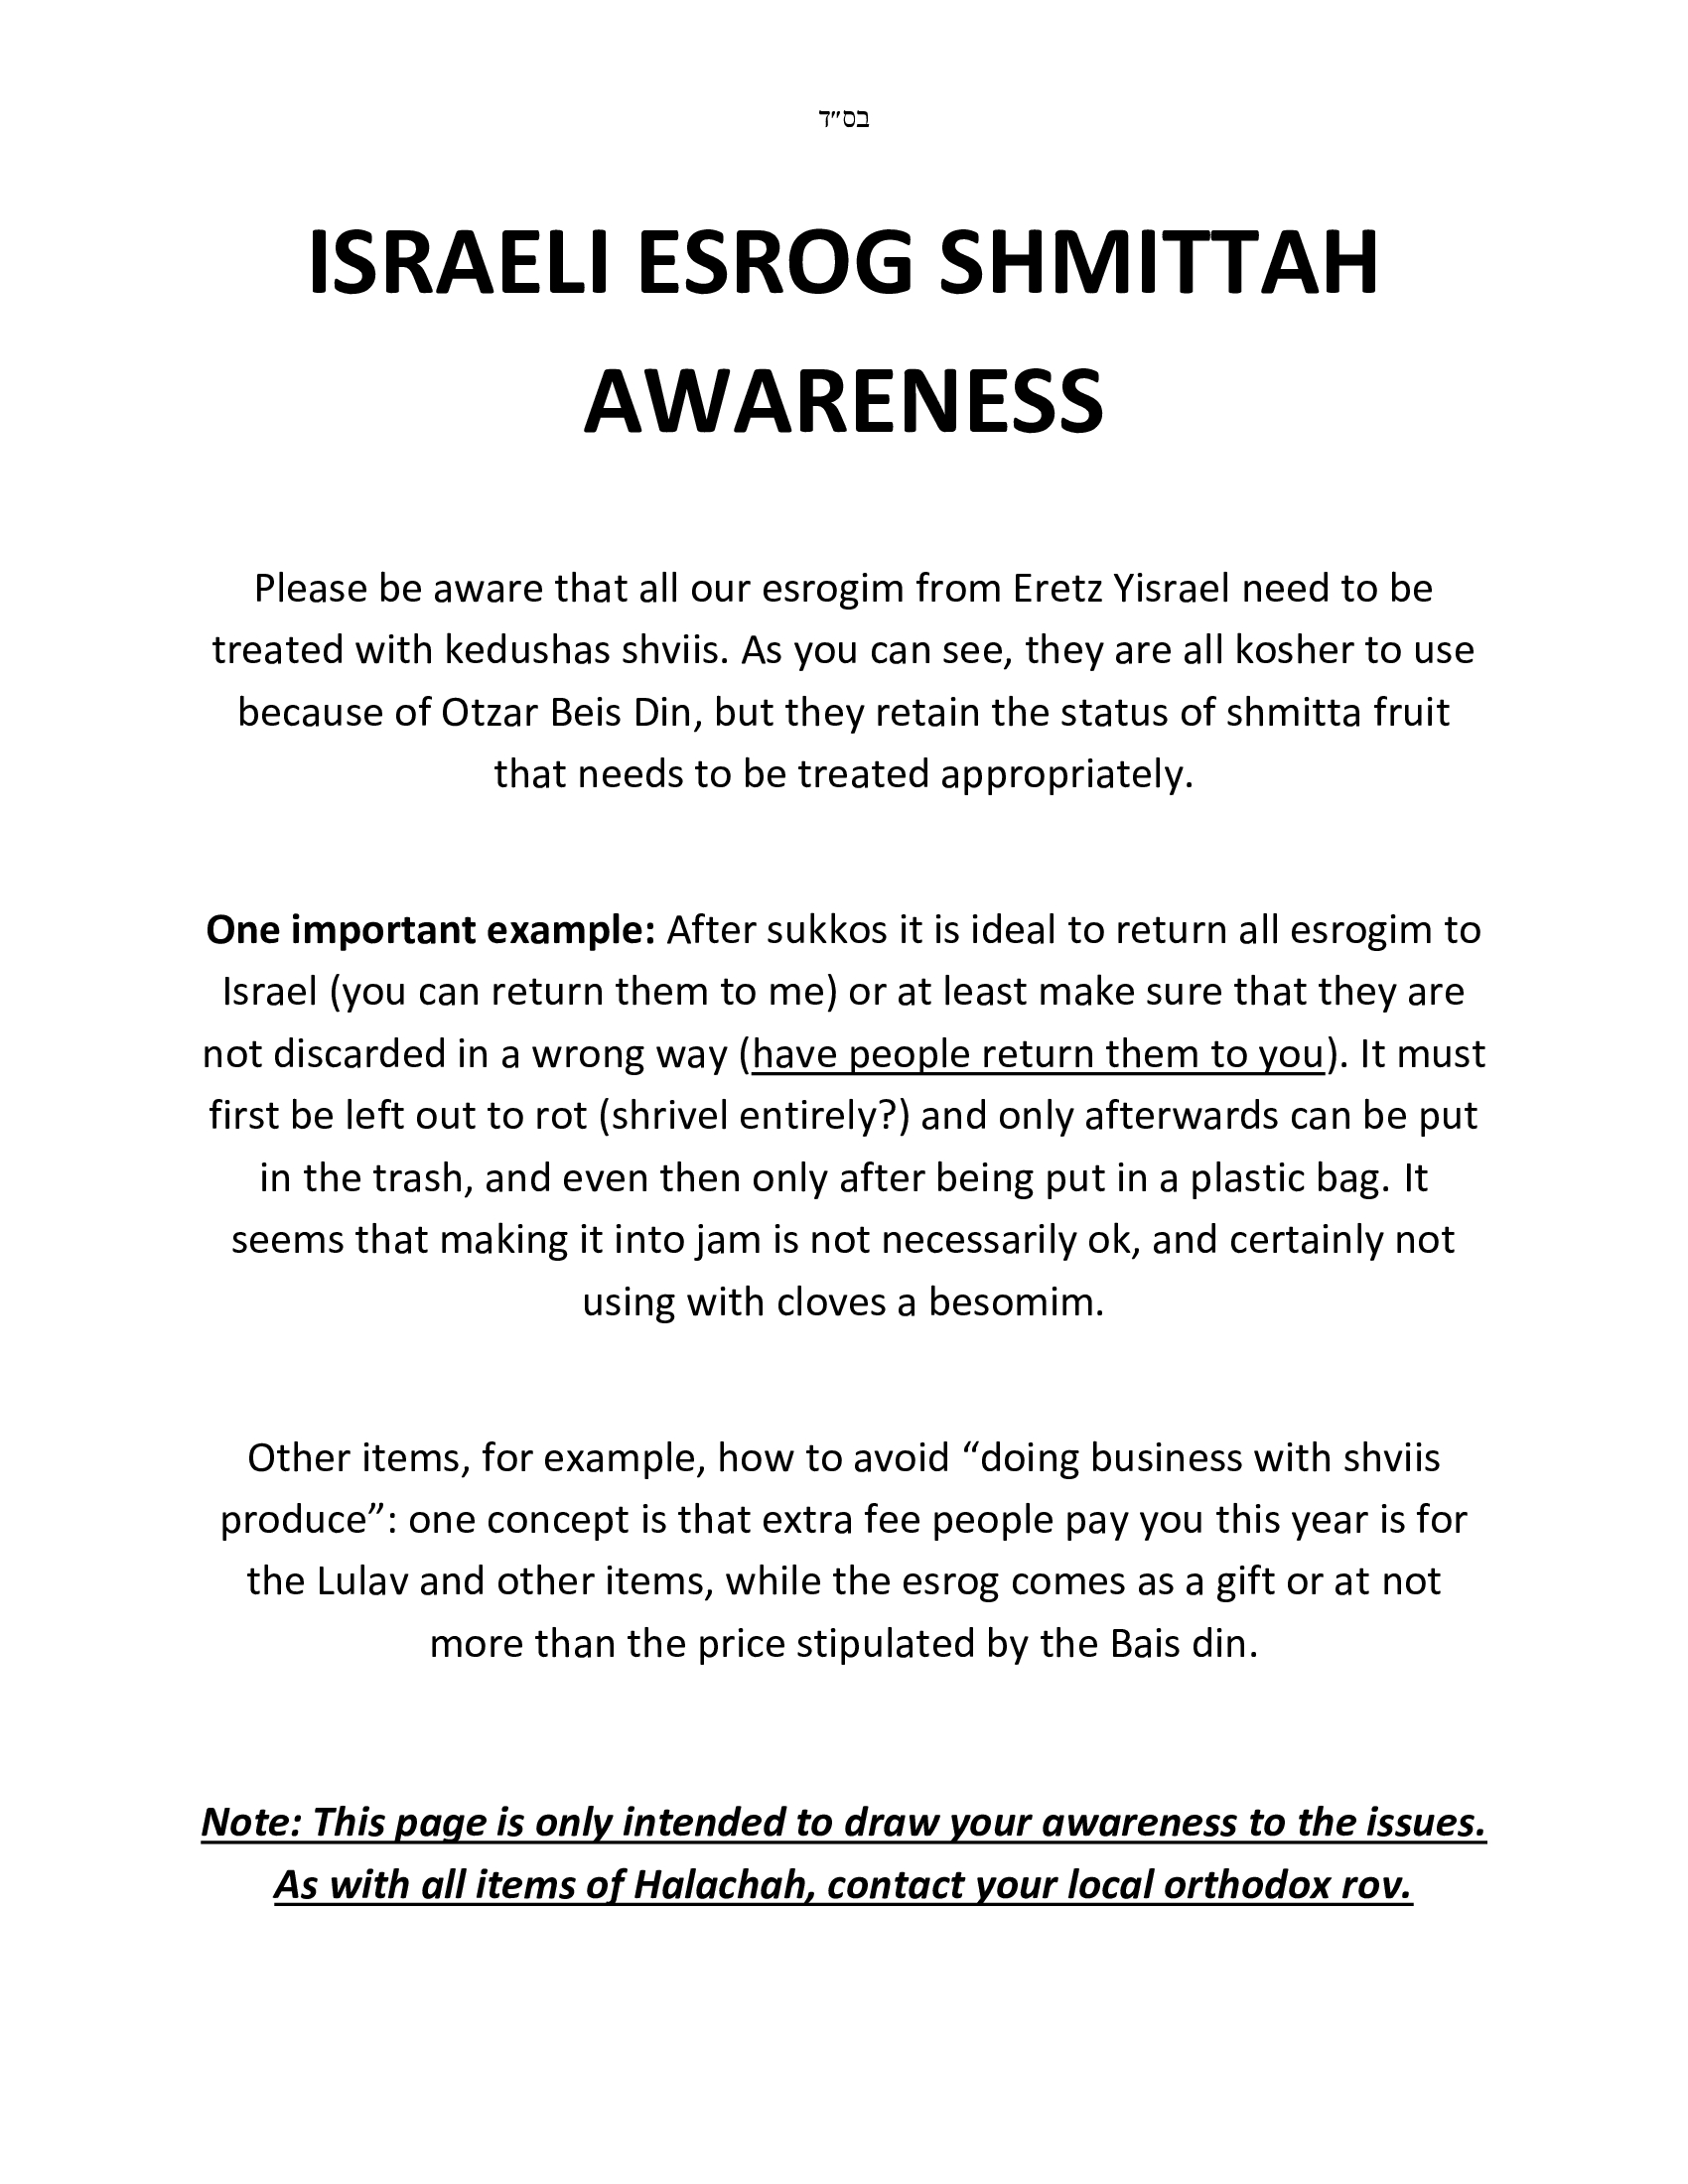 בס״ד
ISRAELI ESROG SHMITTAH
AWARENESS
Please be aware that all our esrogim from Eretz Yisrael need to be
treated with kedushas shviis. As you can see, they are all kosher to use
because of Otzar Beis Din, but they retain the status of shmitta fruit
that needs to be treated appropriately.
One important example: After sukkos it is ideal to return all esrogim to
Israel (you can return them to me) or at least make sure that they are
not discarded in a wrong way (have people return them to you). It must
first be left out to rot (shrivel entirely?) and only afterwards can be put
in the trash, and even then only after being put in a plastic bag. It
seems that making it into jam is not necessarily ok, and certainly not
using with cloves a besomim.
Other items, for example, how to avoid “doing business with shviis
produce”: one concept is that extra fee people pay you this year is for
the Lulav and other items, while the esrog comes as a gift or at not
more than the price stipulated by the Bais din.
Note: This page is only intended to draw your awareness to the issues.
As with all items of Halachah, contact your local orthodox rov.